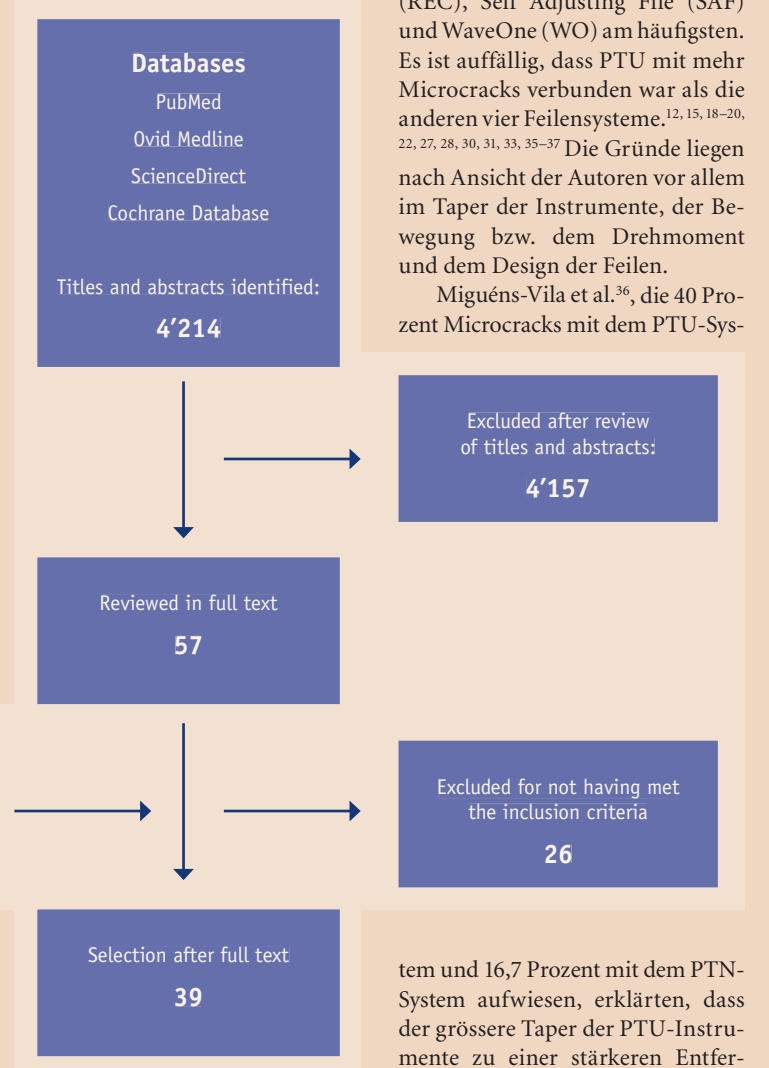 Databases
PubMed
Ovid Medline
ScienceDirect
Cochrane Database
Titles and abstracts identified:
4’214
Excluded after review
of titles and abstracts:
4’157
Reviewed in full text
57
Excluded for not having met
the inclusion criteria
26
Selection after full text
39
(REC), Self Adjusting File (SAF)
und WaveOne (WO) am häufigsten.
Es ist auffällig, dass PTU mit mehr
Microcracks verbunden war als die
anderen vier Feilensysteme.12, 15, 18–20,
22, 27, 28, 30, 31, 33, 35–37 Die Gründe liegen
nach Ansicht der Autoren vor allem
im Taper der Instrumente, der Be-
wegung bzw. dem Drehmoment
und dem Design der Feilen.
Miguéns-Vila et al.36, die 40 Pro-
zent Microcracks mit dem PTU-Sys-
tem und 16,7 Prozent mit dem PTN-
System aufwiesen, erklärten, dass
der grössere Taper der PTU-Instru-
mente zu einer stärkeren Entfer-